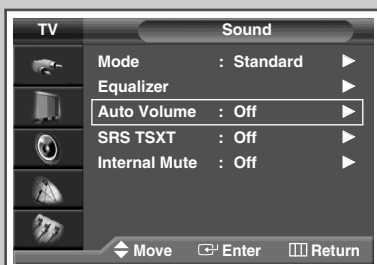 TV Sound
Mode : Standard
Equalizer
Auto Volume : Off
SRS TSXT : Off
Internal Mute : Off
Move Enter Return